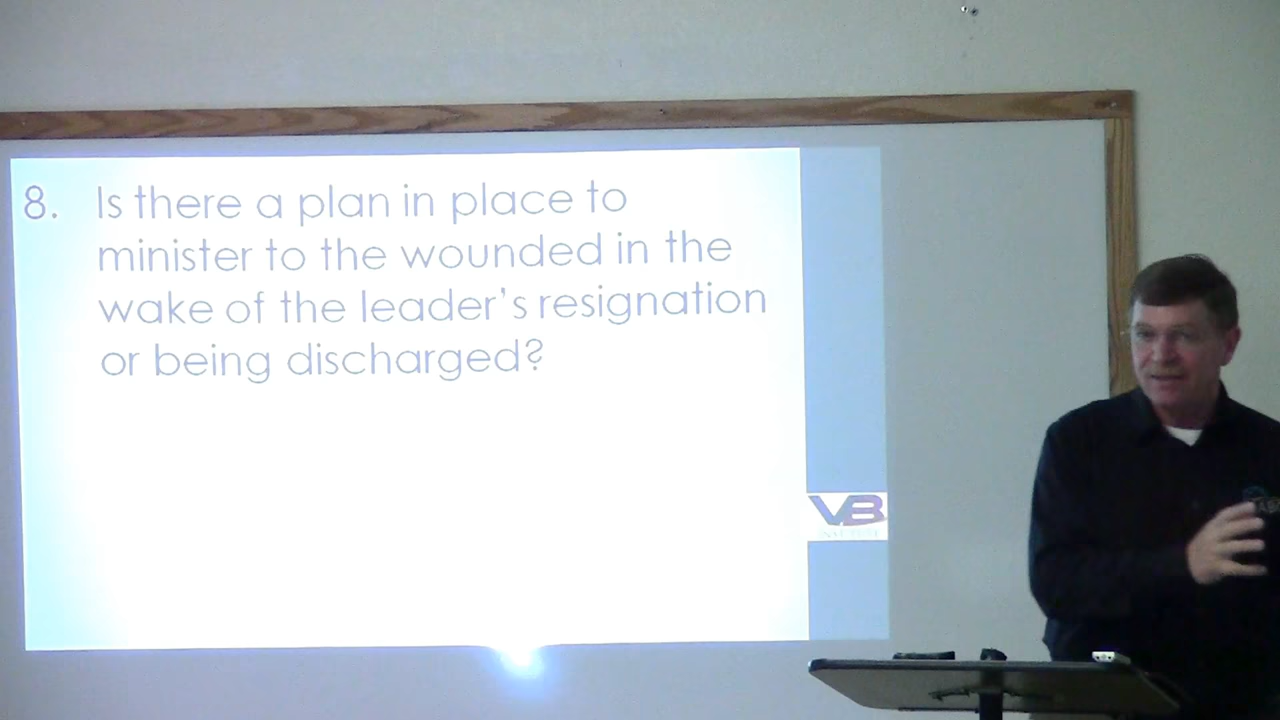 8. Is there a plan in place to
minister to the wounded in the
wake of the leader's resignation
or being discharged?
VB
INSTITUTE